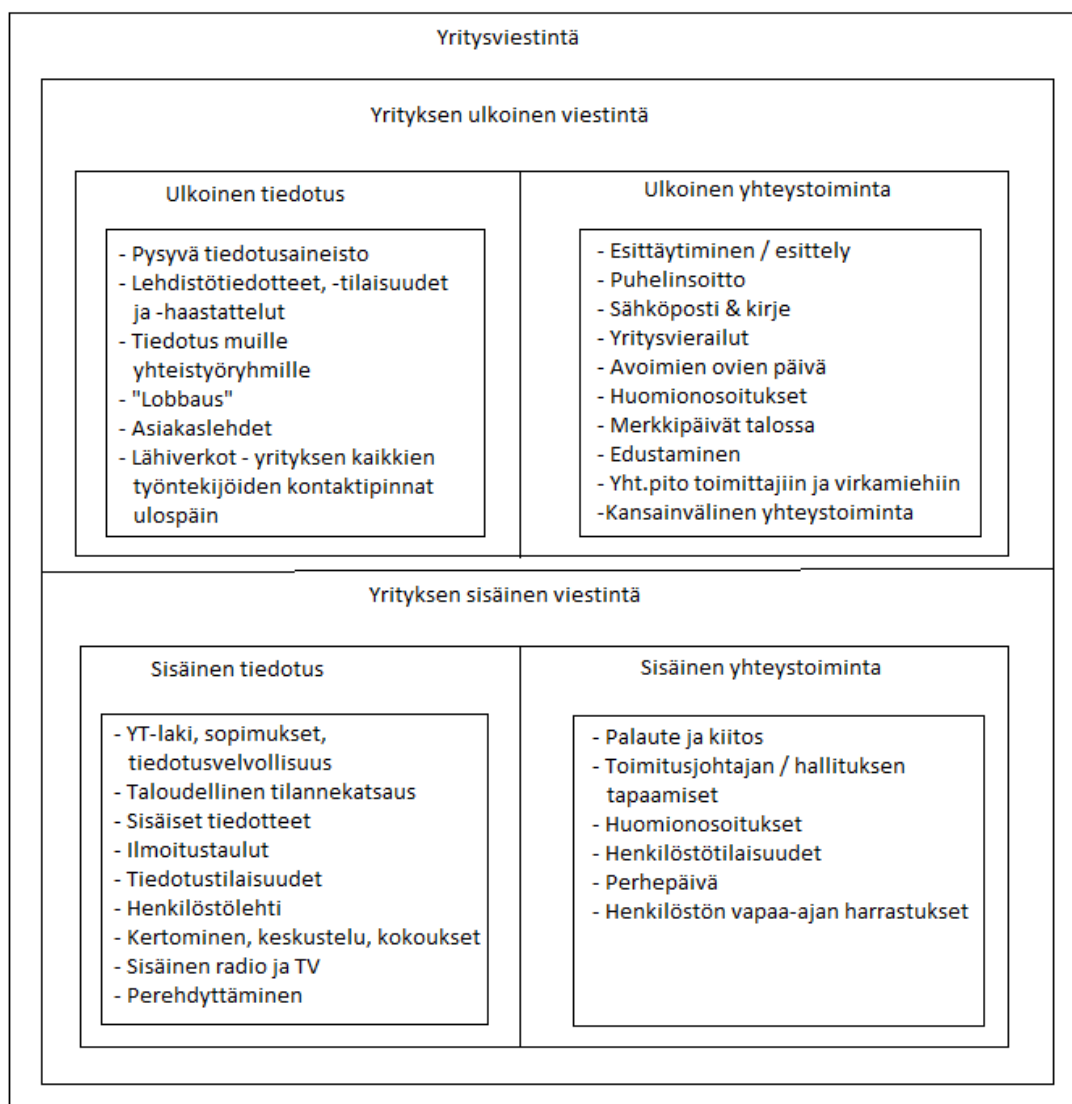 Yritysviestintä
Yrityksen ulkoinen viestintä
Ulkoinen tiedotus
- Pysyvä tiedotusaineisto
- Lehdistötiedotteet, -tilaisuudet
ja -haastattelut
- Tiedotus muille
yhteistyöryhmille
- "Lobbaus"
- Asiakaslehdet
- Lähiverkot - yrityksen kaikkien
työntekijöiden kontaktipinnat
ulospäin
Ulkoinen yhteystoiminta
- Esittäytiminen / esittely
- Puhelinsoitto
- Sähköposti & kirje
- Yritysvierailut
- Avoimien ovien päivä
- Huomionosoitukset
- Merkkipäivät talossa
- Edustaminen
- Yht.pito toimittajiin ja virkamiehiin
-Kansainvälinen yhteystoiminta
Yrityksen sisäinen viestintä
Sisäinen tiedotus
- YT-laki, sopimukset,
tiedotusvelvollisuus
- Taloudellinen tilannekatsaus
- Sisäiset tiedotteet
- Ilmoitustaulut
- Tiedotustilaisuudet
- Henkilöstölehti
- Kertominen, keskustelu, kokoukset
- Sisäinen radio ja TV
- Perehdyttäminen
Sisäinen yhteystoiminta
- Palaute ja kiitos
- Toimitusjohtajan / hallituksen
tapaamiset
- Huomionosoitukset
- Henkilöstötilaisuudet
- Perhepäivä
- Henkilöstön vapaa-ajan harrastukset